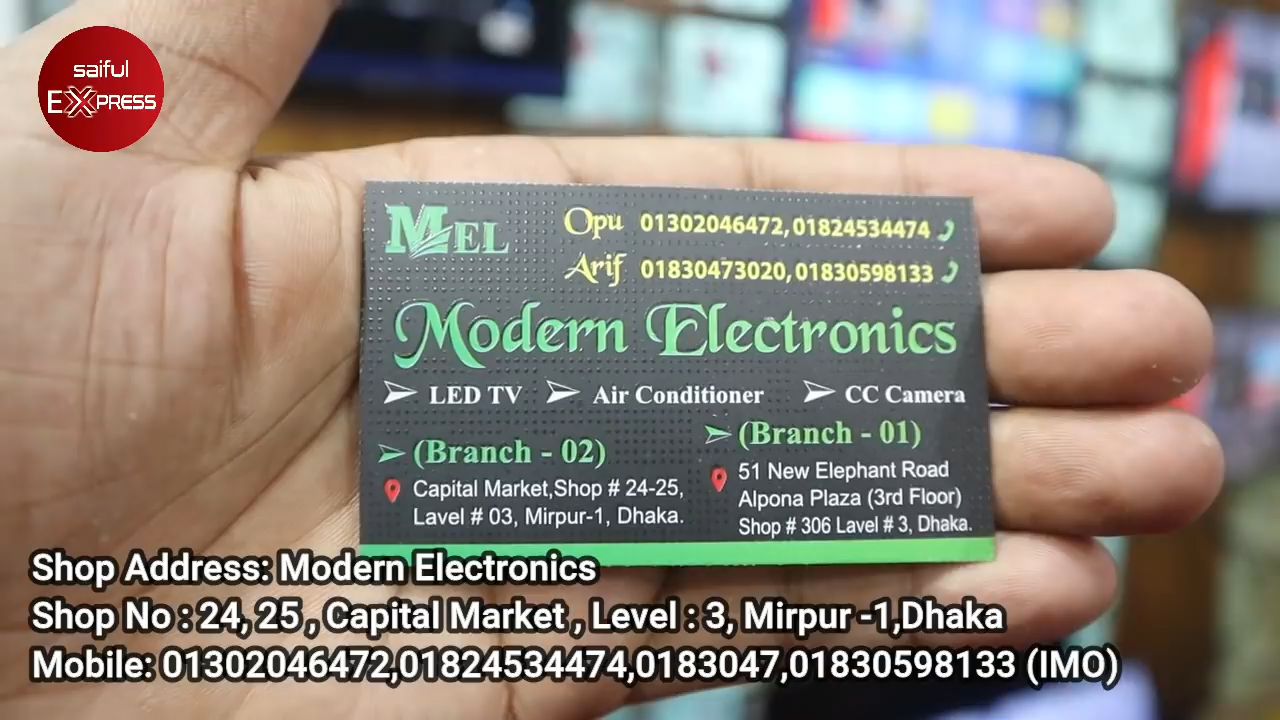 saiful
EXPRESS
MEL
Opu 01302046472,01824534474
Arif 01830473020,01830598133
Modern Electronics
LED TV Air Conditioner CC Camera
(Branch - 02)
Capital Market,Shop # 24-25,
Lavel # 03, Mirpur-1, Dhaka.
(Branch - 01)
51 New Elephant Road
Alpona Plaza (3rd Floor)
Shop # 306 Lavel # 3, Dhaka.
Shop Address: Modern Electronics
Shop No : 24, 25 , Capital Market , Level : 3, Mirpur -1,Dhaka
Mobile: 01302046472,01824534474,0183047,01830598133 (IMO)